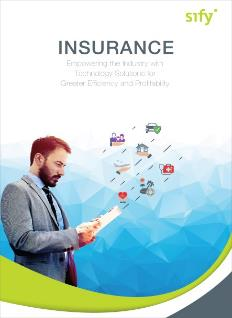 sify
INSURANCE
Empowering the Industry with
Technology Solutions for
Greater Efficiency and Profitability